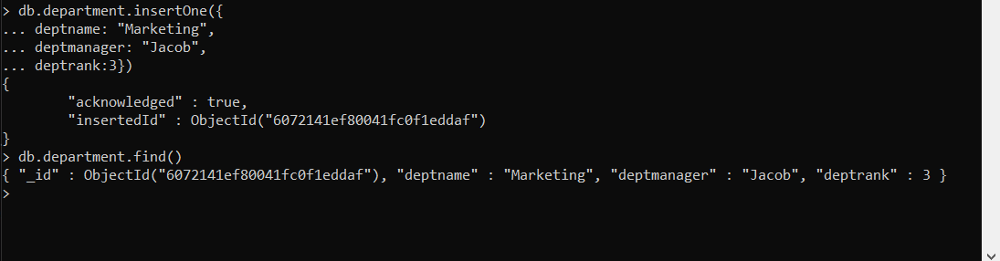 > db.department.insertOne({
... deptname: "Marketing",
... deptmanager: "Jacob",
... deptrank:3})
{
        "acknowledged" : true,
        "insertedId" : ObjectId("6072141ef80041fc0f1eddaf")
}
> db.department.find()
{ "_id" : ObjectId("6072141ef80041fc0f1eddaf"), "deptname" : "Marketing", "deptmanager" : "Jacob", "deptrank" : 3 }
>